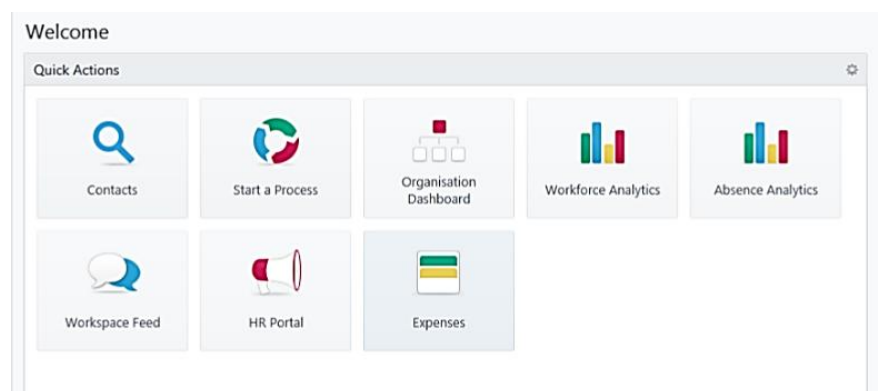 Welcome
Quick Actions
Contacts
Start a Process
Organisation
Dashboard
Workforce Analytics
Absence Analytics
Workspace Feed
HR Portal
Expenses